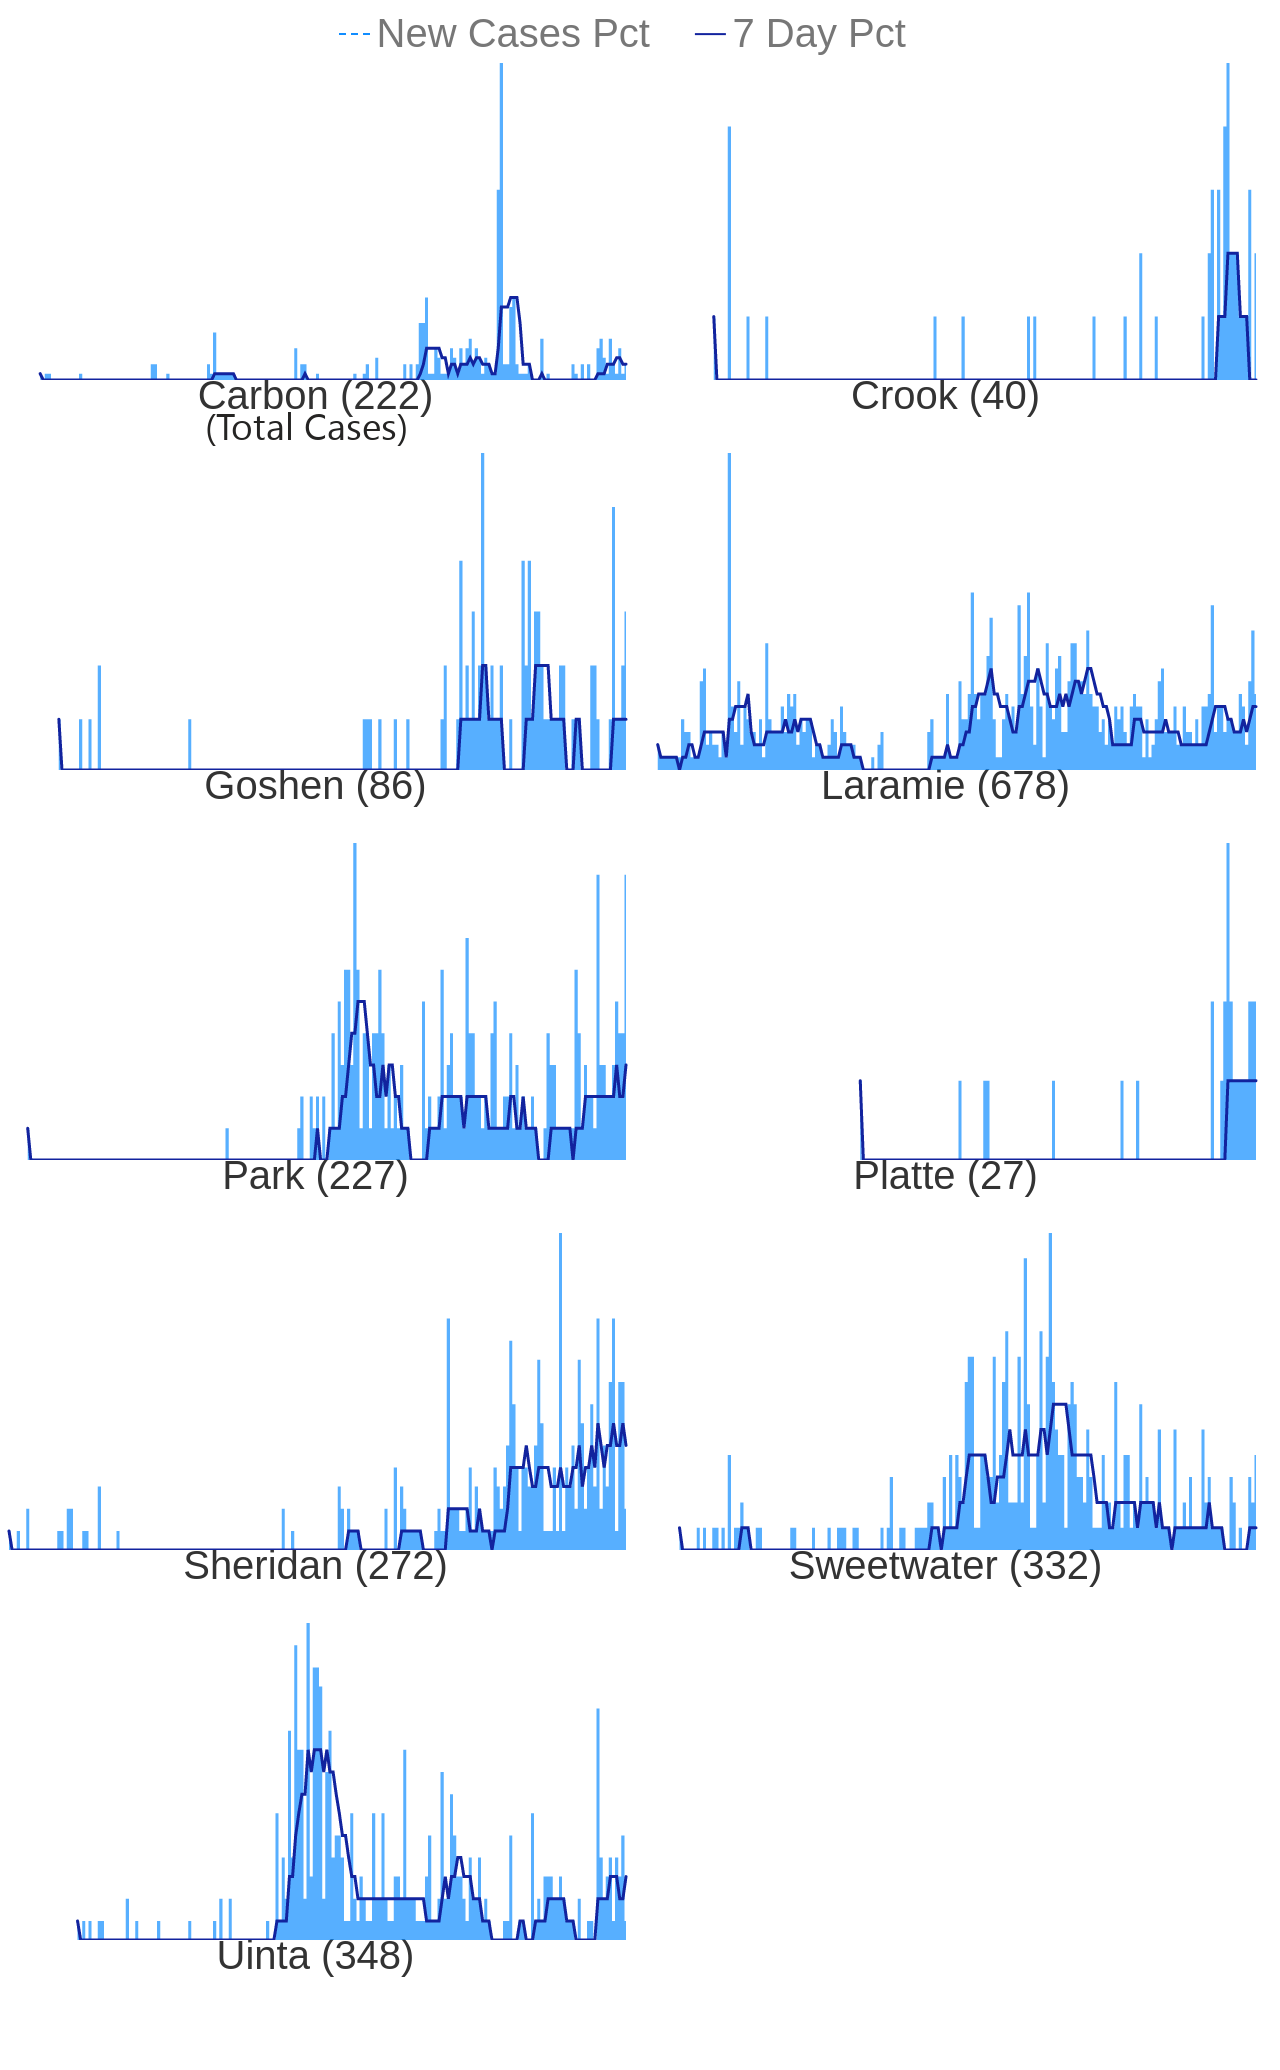 New Cases Pct 7 Day Pct
Carbon (222) Crook (40)
(Total Cases)
Goshen (86) Laramie (678)
Park (227) Platte (27)
Sheridan (272) Sweetwater (332)
Uinta (348)